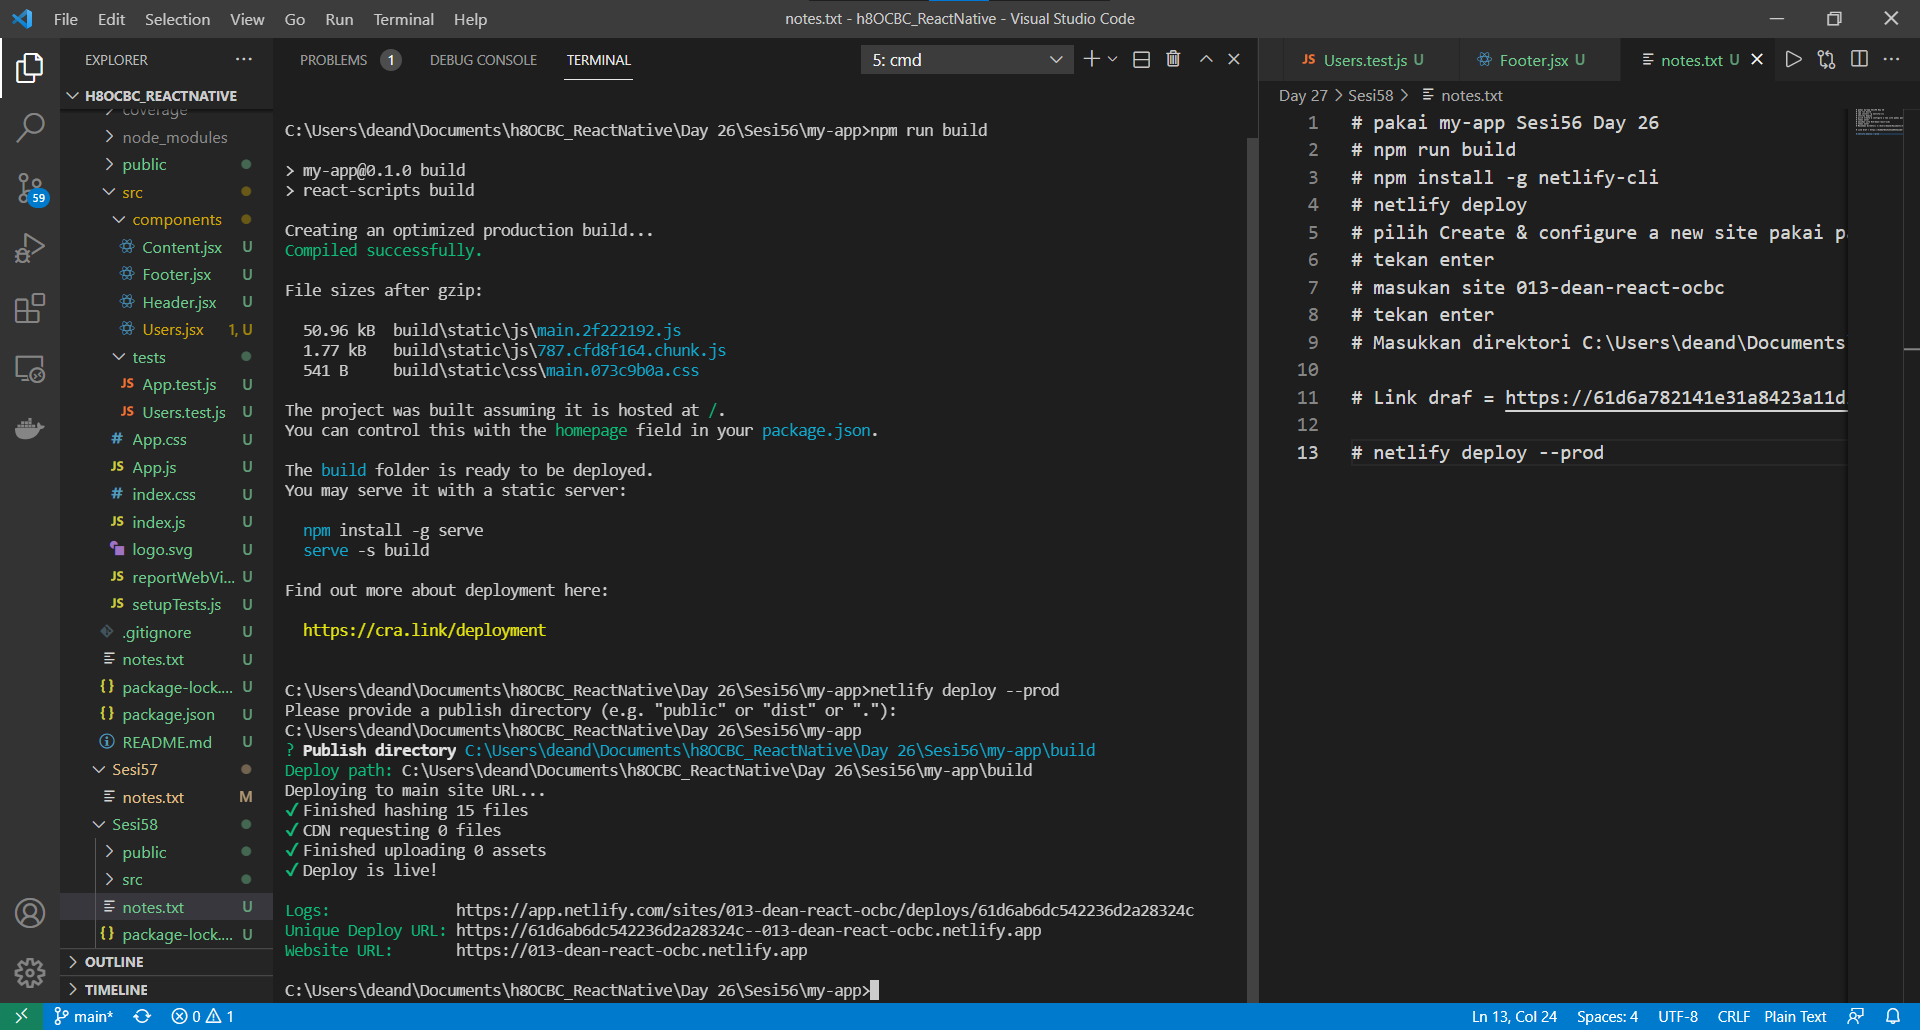 File Edit Selection View Go Run Terminal Help
notes.txt - h8OCBC_ReactNative - Visual Studio Code
EXPLORER
H8OCBC_REACTNATIVE
coverage
node_modules
public
src
components
Content.jsx U
Footer.jsx U
Header.jsx U
Users.jsx 1, U
tests
App.test.js U
Users.test.js U
# App.css U
JS App.js U
# index.css U
JS index.js U
logo.svg U
JS reportWebVi... U
JS setupTests.js U
.gitignore U
notes.txt U
{} package-lock.... U
{} package.json U
README.md U
Sesi57
notes.txt M
Sesi58
public
src
notes.txt U
{} package-lock.... U
OUTLINE
TIMELINE
59
PROBLEMS 1 DEBUG CONSOLE TERMINAL
5: cmd
C:\Users\deand\Documents\h8OCBC_ReactNative\Day 26\Sesi56\my-app>npm run build
> my-app@0.1.0 build
> react-scripts build
Creating an optimized production build...
Compiled successfully.
File sizes after gzip:
50.96 kB build\static\js\main.2f222192.js
1.77 kB build\static\js\787.cfd8f164.chunk.js
541 B build\static\css\main.073c9b0a.css
The project was built assuming it is hosted at /.
You can control this with the homepage field in your package.json.
The build folder is ready to be deployed.
You may serve it with a static server:
npm install -g serve
serve -s build
Find out more about deployment here:
https://cra.link/deployment
C:\Users\deand\Documents\h8OCBC_ReactNative\Day 26\Sesi56\my-app>netlify deploy --prod
Please provide a publish directory (e.g. "public" or "dist" or "."):
C:\Users\deand\Documents\h8OCBC_ReactNative\Day 26\Sesi56\my-app
? Publish directory C:\Users\deand\Documents\h8OCBC_ReactNative\Day 26\Sesi56\my-app\build
Deploy path: C:\Users\deand\Documents\h8OCBC_ReactNative\Day 26\Sesi56\my-app\build
Deploying to main site URL...
✔ Finished hashing 15 files
✔ CDN requesting 0 files
✔ Finished uploading 0 assets
✔ Deploy is live!
Logs: https://app.netlify.com/sites/013-dean-react-ocbc/deploys/61d6ab6dc542236d2a28324c
Unique Deploy URL: https://61d6ab6dc542236d2a28324c--013-dean-react-ocbc.netlify.app
Website URL: https://013-dean-react-ocbc.netlify.app
C:\Users\deand\Documents\h8OCBC_ReactNative\Day 26\Sesi56\my-app>
JS Users.test.js U Footer.jsx U notes.txt U
Day 27 > Sesi58 > notes.txt
1 # pakai my-app Sesi56 Day 26
2 # npm run build
3 # npm install -g netlify-cli
4 # netlify deploy
5 # pilih Create & configure a new site pakai p
6 # tekan enter
7 # masukan site 013-dean-react-ocbc
8 # tekan enter
9 # Masukkan direktori C:\Users\deand\Documents
10
11 # Link draf = https://61d6a782141e31a8423a11d
12
13 # netlify deploy --prod
main* 0 1
Ln 13, Col 24 Spaces: 4 UTF-8 CRLF Plain Text